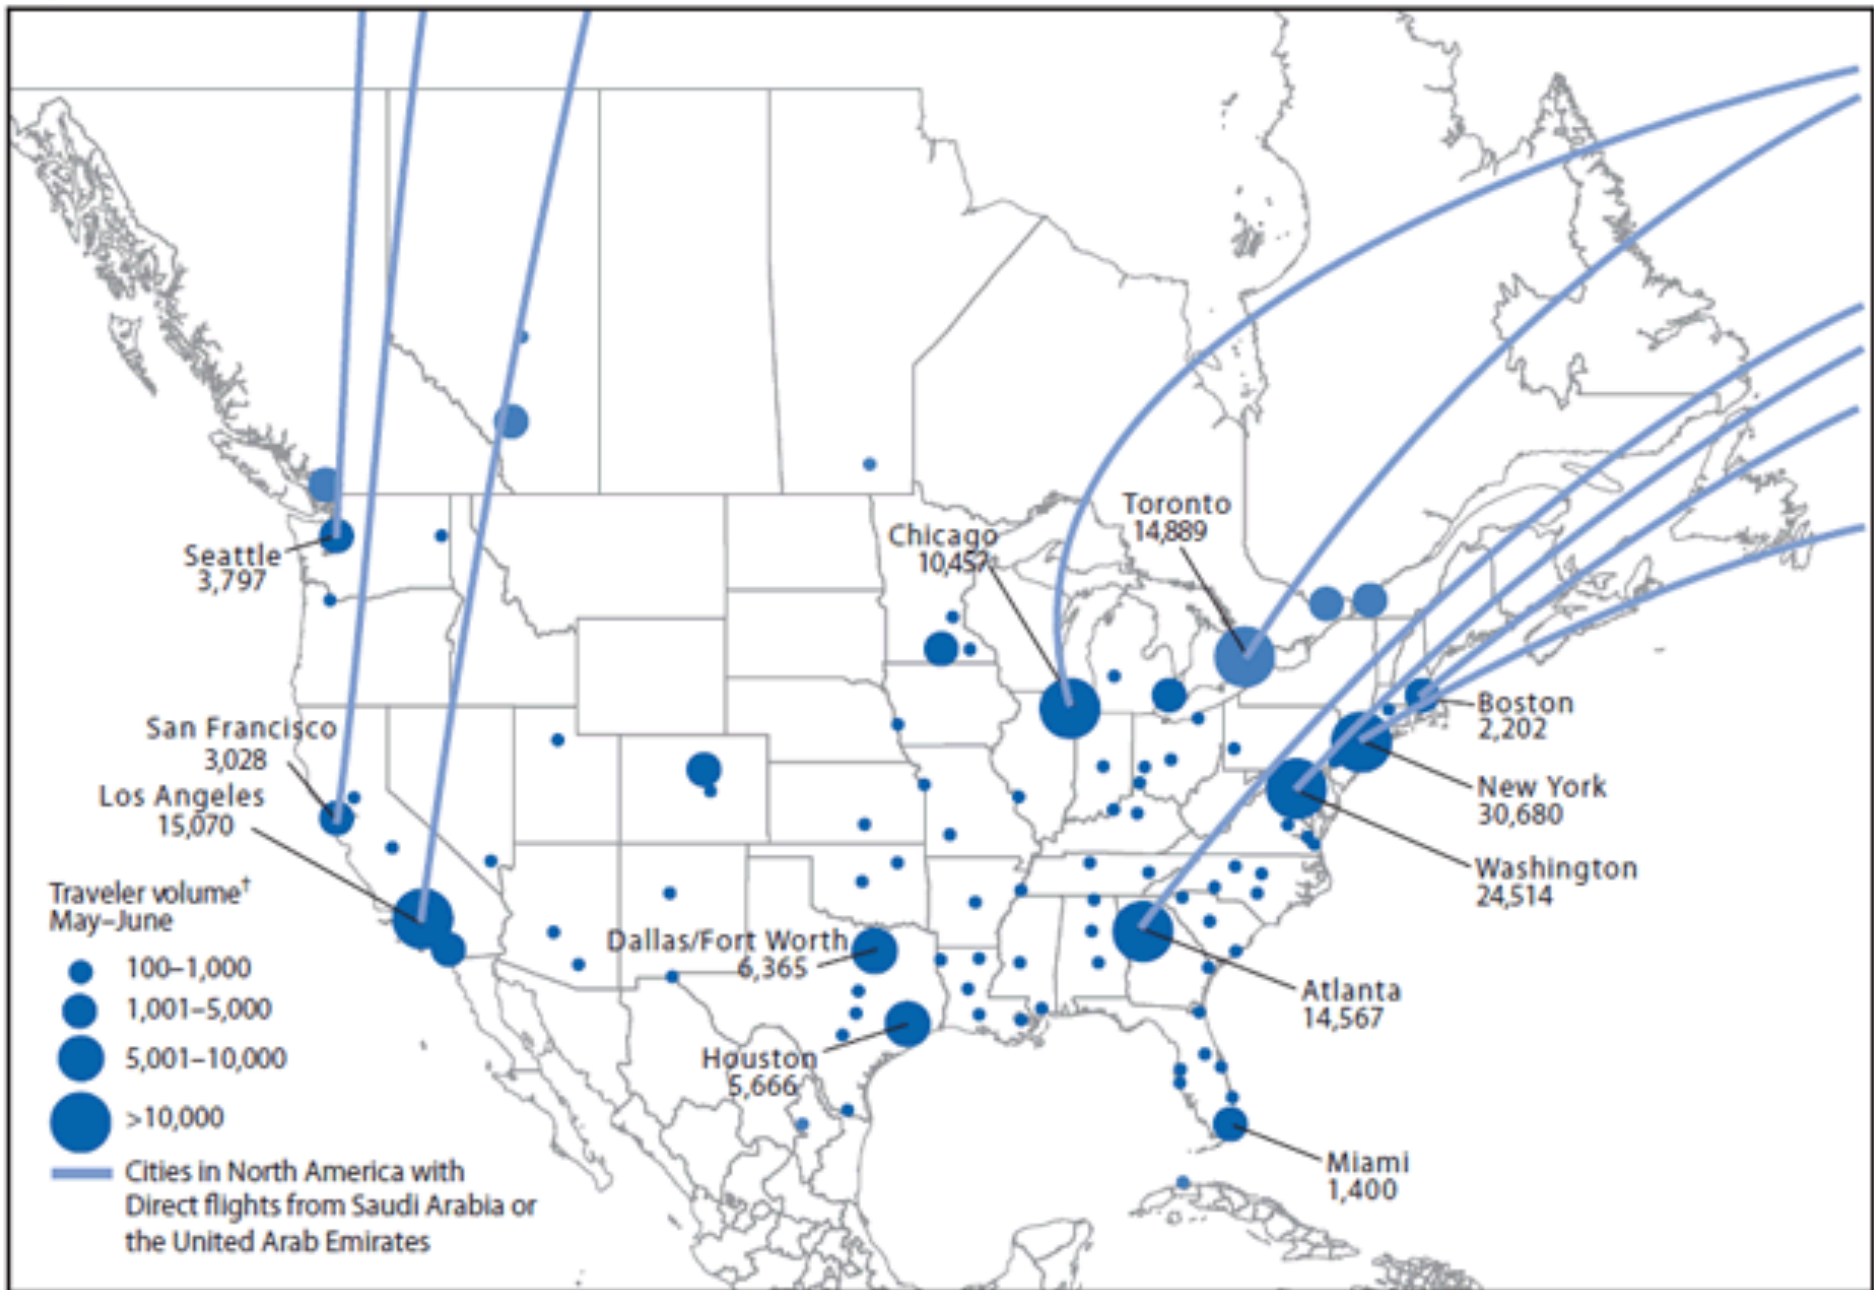 Toronto
14,889
Chicago
10,457
Seattle
3,797
San Francisco
3,028
Los Angeles
15,070
Boston
2,202
New York
30,680
Washington
24,514
Dallas/Fort Worth
6,365
Atlanta
14,567
Houston
5,666
Miami
1,400
Traveler volume†
May–June
100–1,000
1,001–5,000
5,001–10,000
>10,000
Cities in North America with
Direct flights from Saudi Arabia or
the United Arab Emirates